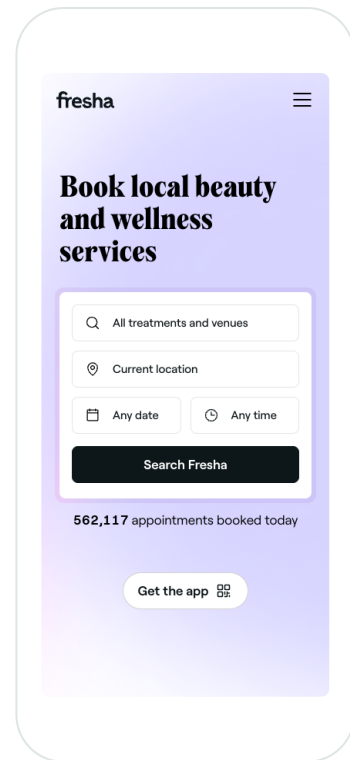 fresha
Book local beauty
and wellness
services
All treatments and venues
Current location
Any date
Any time
Search Fresha
562,117 appointments booked today
Get the app